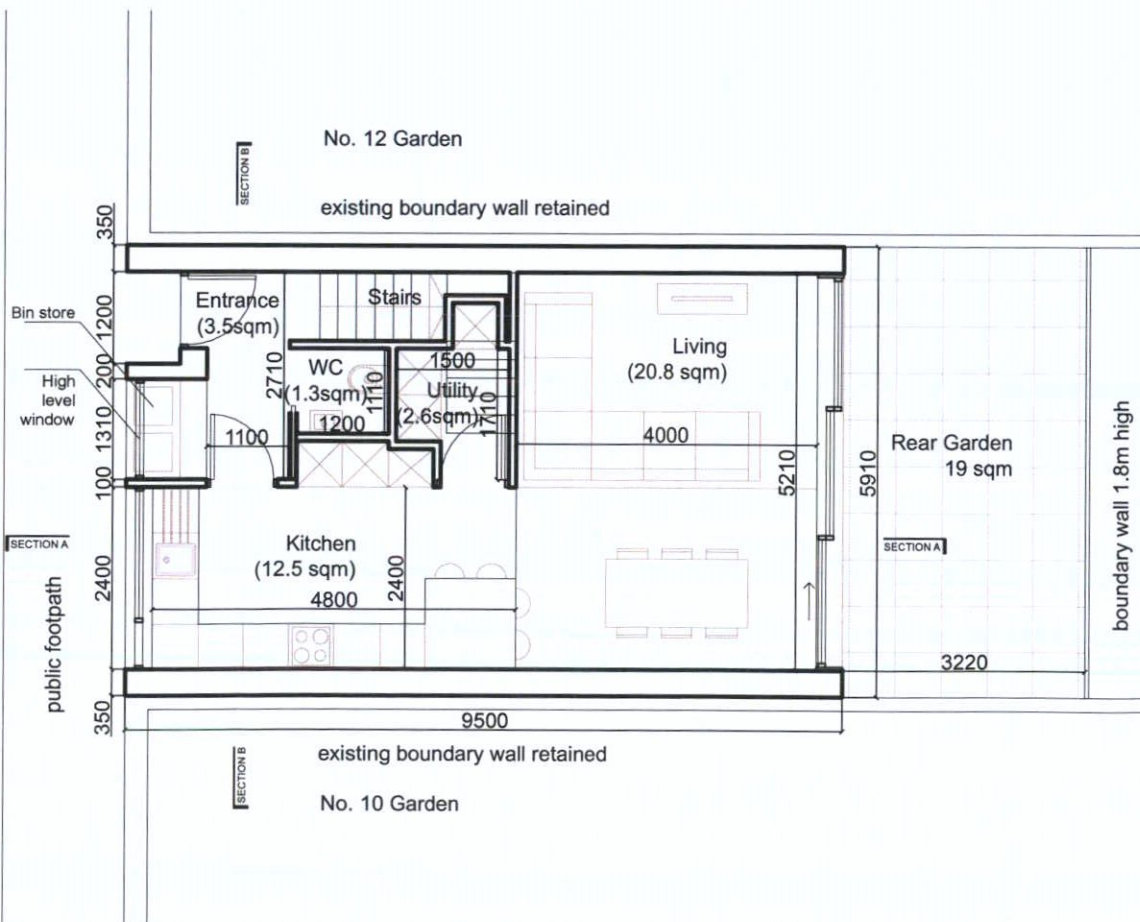 No. 12 Garden
SECTION B
existing boundary wall retained
350
Bin store
Entrance
(3.5sqm)
Stairs
1200
Living
(20.8 sqm)
High
level
window
200
WC
(1.3sqm)
1500
Utility
(2.6sqm)
2710
1110
1710
1200
1310
1100
4000
Rear Garden
19 sqm
100
5210
5910
boundary wall 1.8m high
SECTION A
Kitchen
(12.5 sqm)
SECTION A
2400
2400
4800
public footpath
3220
350
9500
existing boundary wall retained
SECTION B
No. 10 Garden